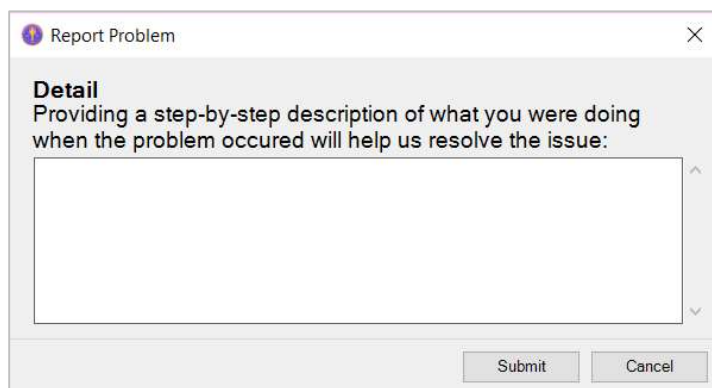 Report Problem
Detail
Providing a step-by-step description of what you were doing
when the problem occured will help us resolve the issue:
Submit Cancel